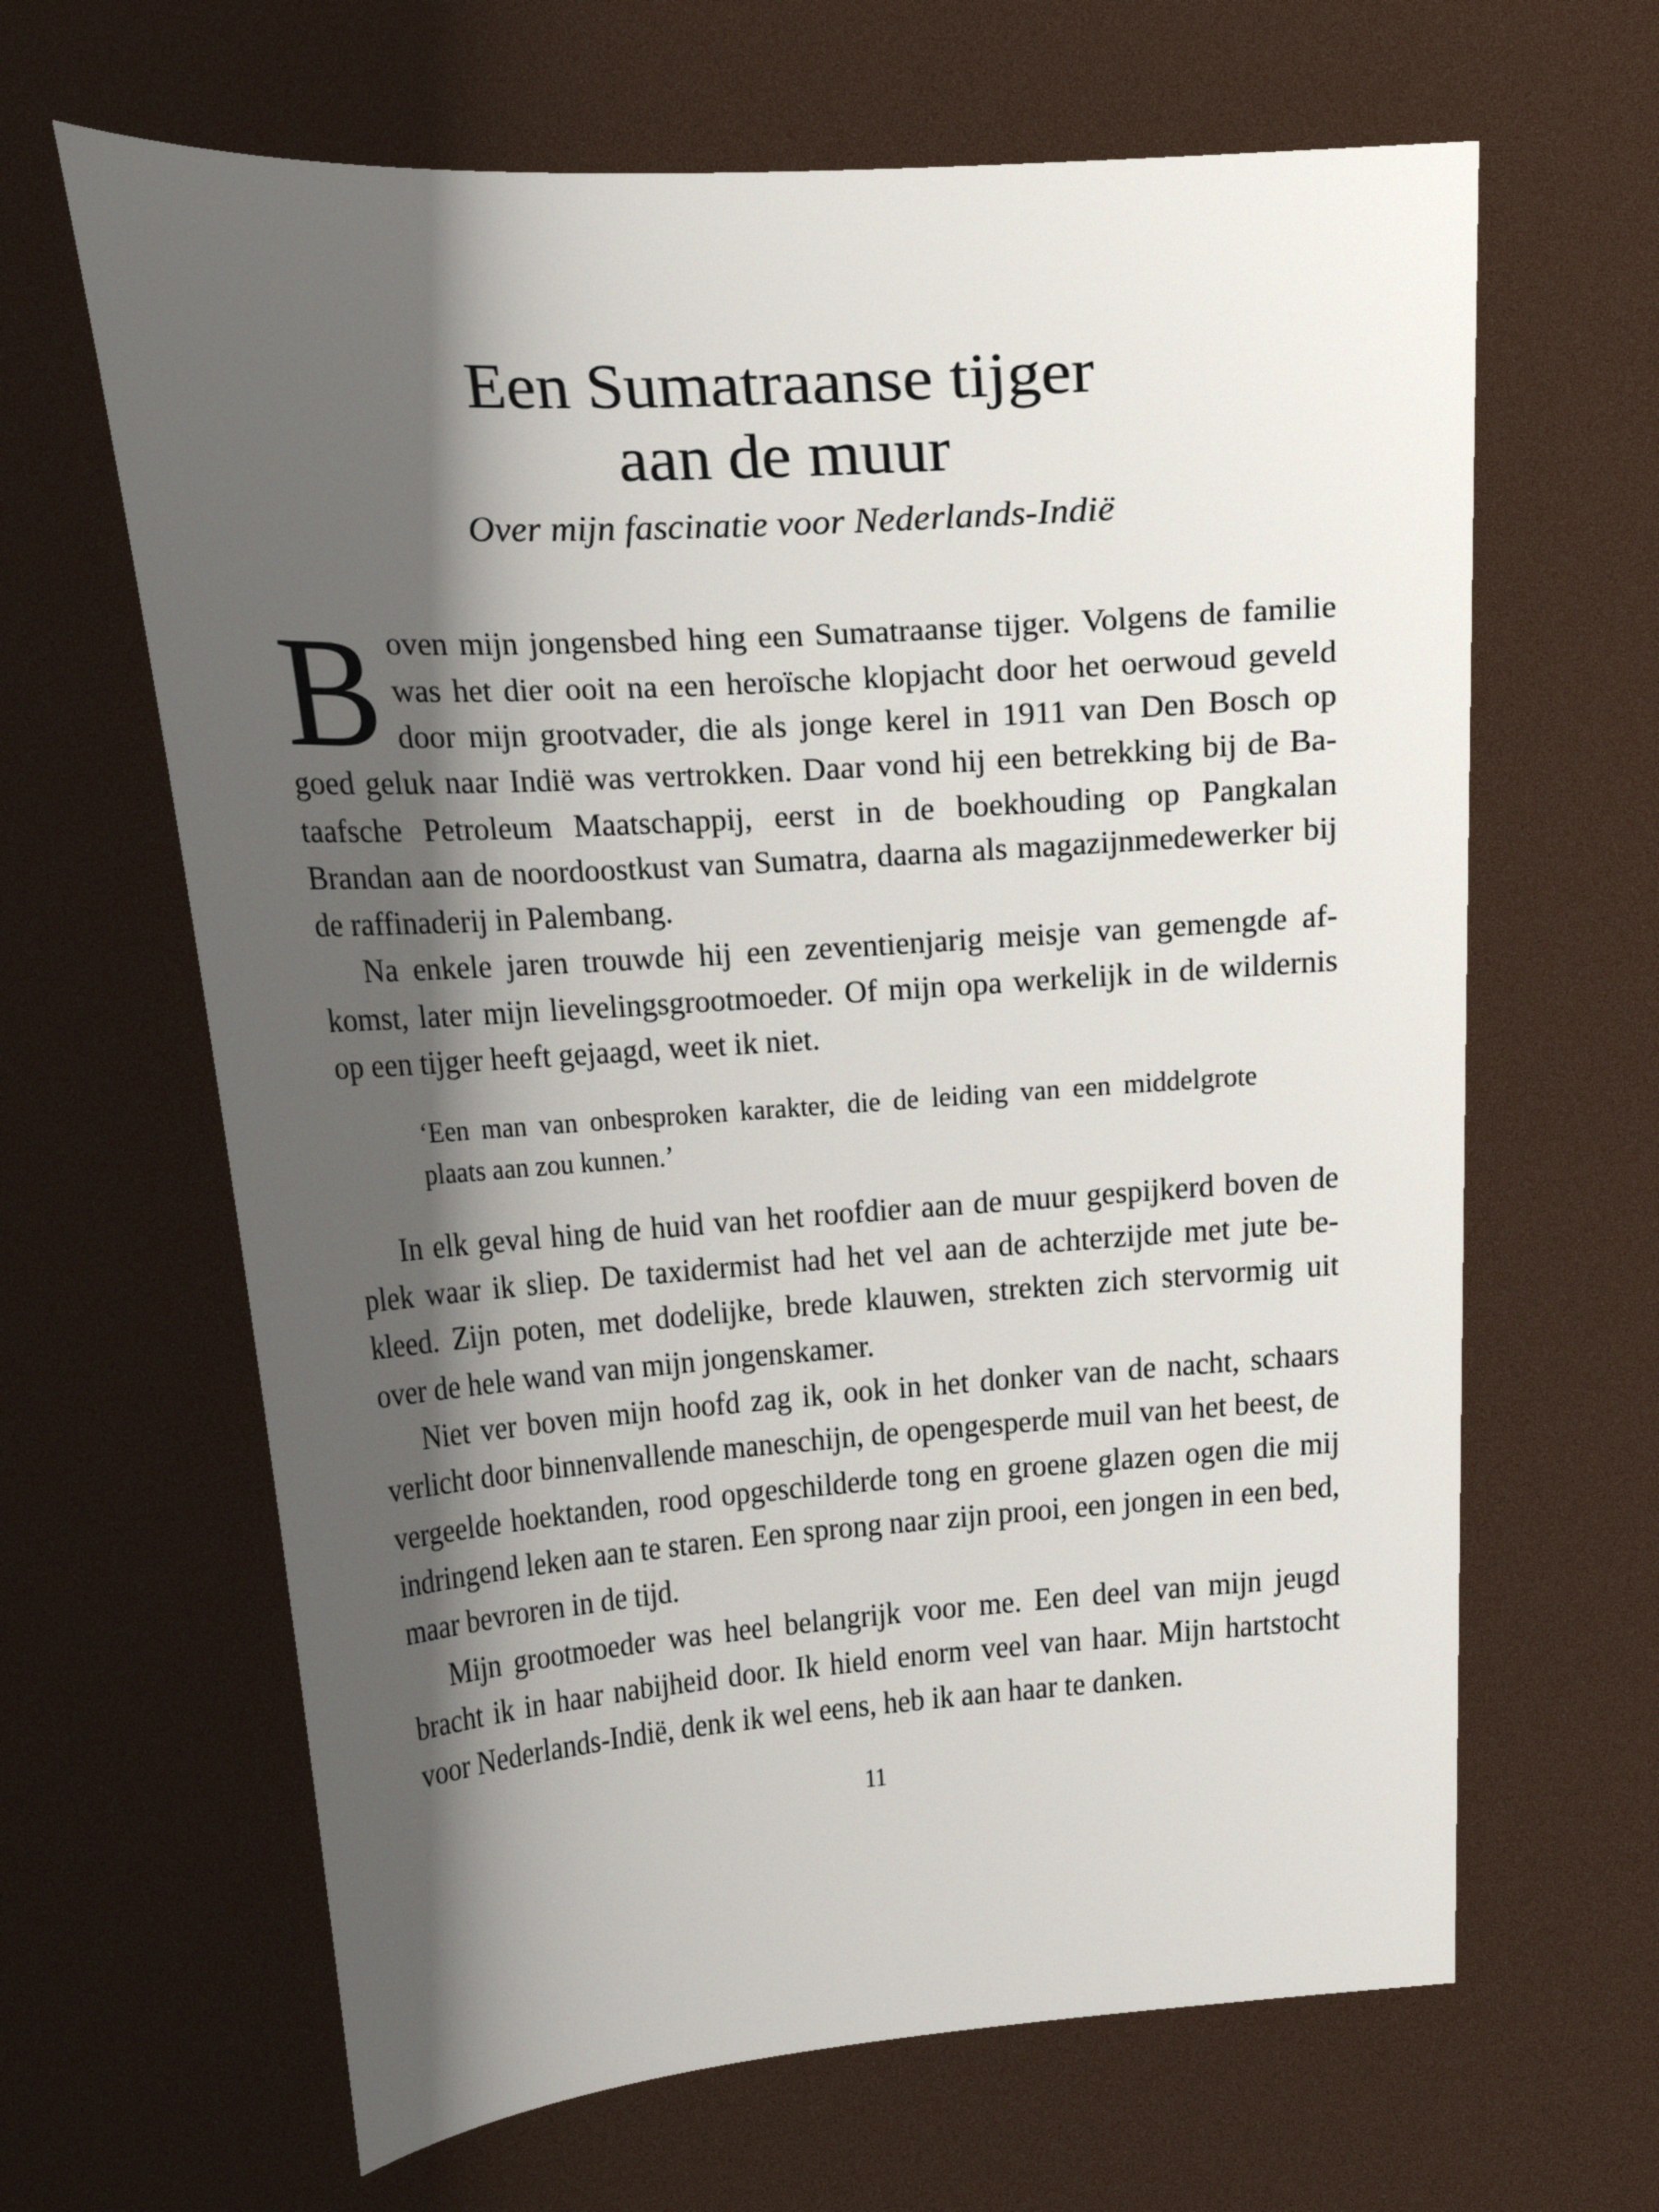 Een Sumatraanse tijger
aan de muur
Over mijn fascinatie voor Nederlands-Indië
Boven mijn jongensbed hing een Sumatraanse tijger. Volgens de familie
was het dier ooit na een heroïsche klopjacht door het oerwoud geveld
door mijn grootvader, die als jonge kerel in 1911 van Den Bosch op
goed geluk naar Indië was vertrokken. Daar vond hij een betrekking bij de Ba-
taafsche Petroleum Maatschappij, eerst in de boekhouding op Pangkalan
Brandan aan de noordoostkust van Sumatra, daarna als magazijnmedewerker bij
de raffinaderij in Palembang.
Na enkele jaren trouwde hij een zeventienjarig meisje van gemengde af-
komst, later mijn lievelingsgrootmoeder. Of mijn opa werkelijk in de wildernis
op een tijger heeft gejaagd, weet ik niet.
‘Een man van onbesproken karakter, die de leiding van een middelgrote
plaats aan zou kunnen.’
In elk geval hing de huid van het roofdier aan de muur gespijkerd boven de
plek waar ik sliep. De taxidermist had het vel aan de achterzijde met jute be-
kleed. Zijn poten, met dodelijke, brede klauwen, strekten zich stervormig uit
over de hele wand van mijn jongenskamer.
Niet ver boven mijn hoofd zag ik, ook in het donker van de nacht, schaars
verlicht door binnenvallende maneschijn, de opengesperde muil van het beest, de
vergeelde hoektanden, rood opgeschilderde tong en groene glazen ogen die mij
indringend leken aan te staren. Een sprong naar zijn prooi, een jongen in een bed,
maar bevroren in de tijd.
Mijn grootmoeder was heel belangrijk voor me. Een deel van mijn jeugd
bracht ik in haar nabijheid door. Ik hield enorm veel van haar. Mijn hartstocht
voor Nederlands-Indië, denk ik wel eens, heb ik aan haar te danken.
11